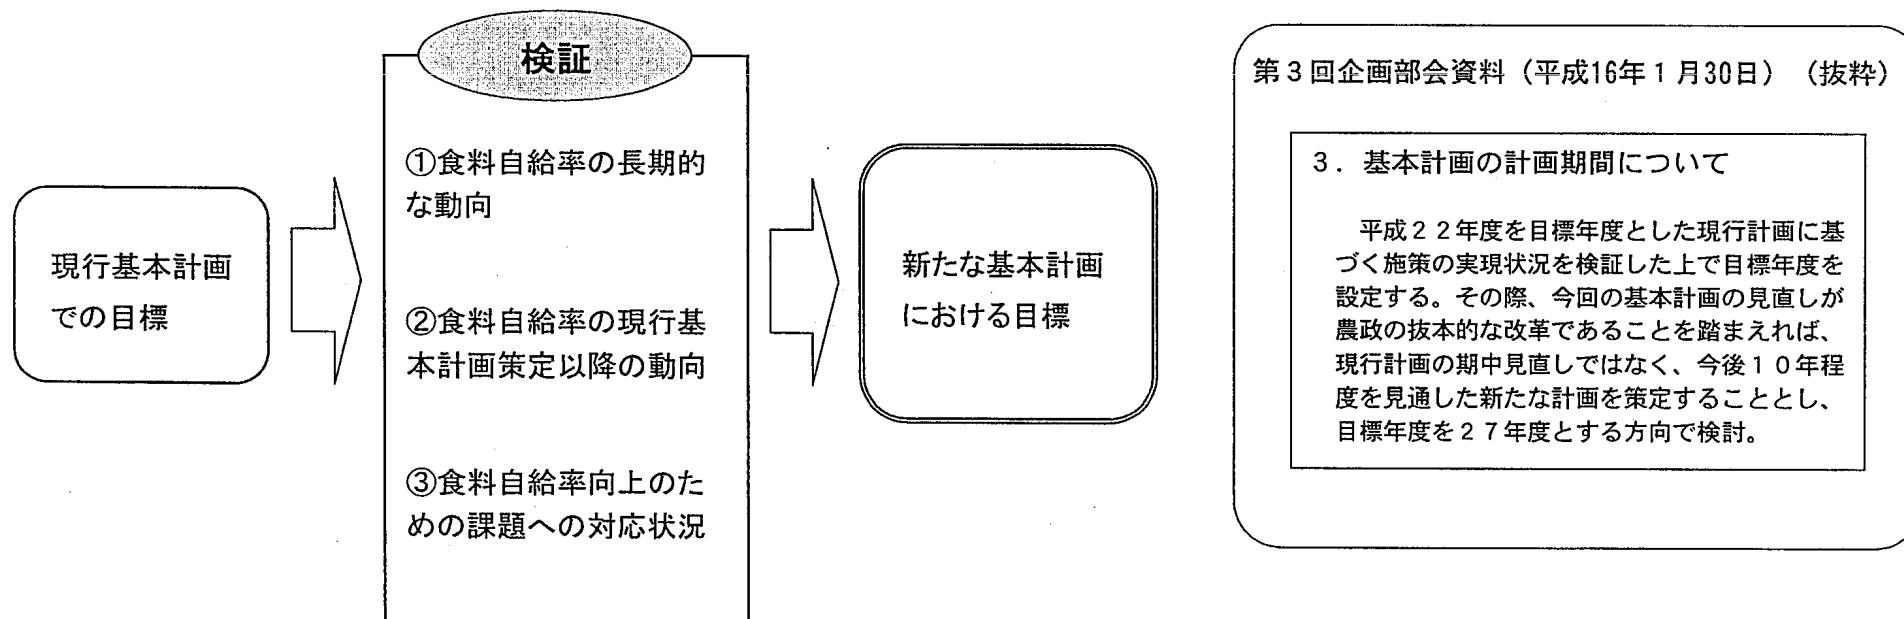 現行基本計画
での目標
検証
①食料自給率の長期的
な動向
②食料自給率の現行基
本計画策定以降の動向
③食料自給率向上のた
めの課題への対応状況
新たな基本計画
における目標
第3回企画部会資料（平成16年1月30日）（抜粋）
3．基本計画の計画期間について
平成22年度を目標年度とした現行計画に基
づく施策の実現状況を検証した上で目標年度を
設定する。その際、今回の基本計画の見直しが
農政の抜本的な改革であることを踏まえれば、
現行計画の期中見直しではなく、今後10年程
度を見通した新たな計画を策定することとし、
目標年度を27年度とする方向で検討。